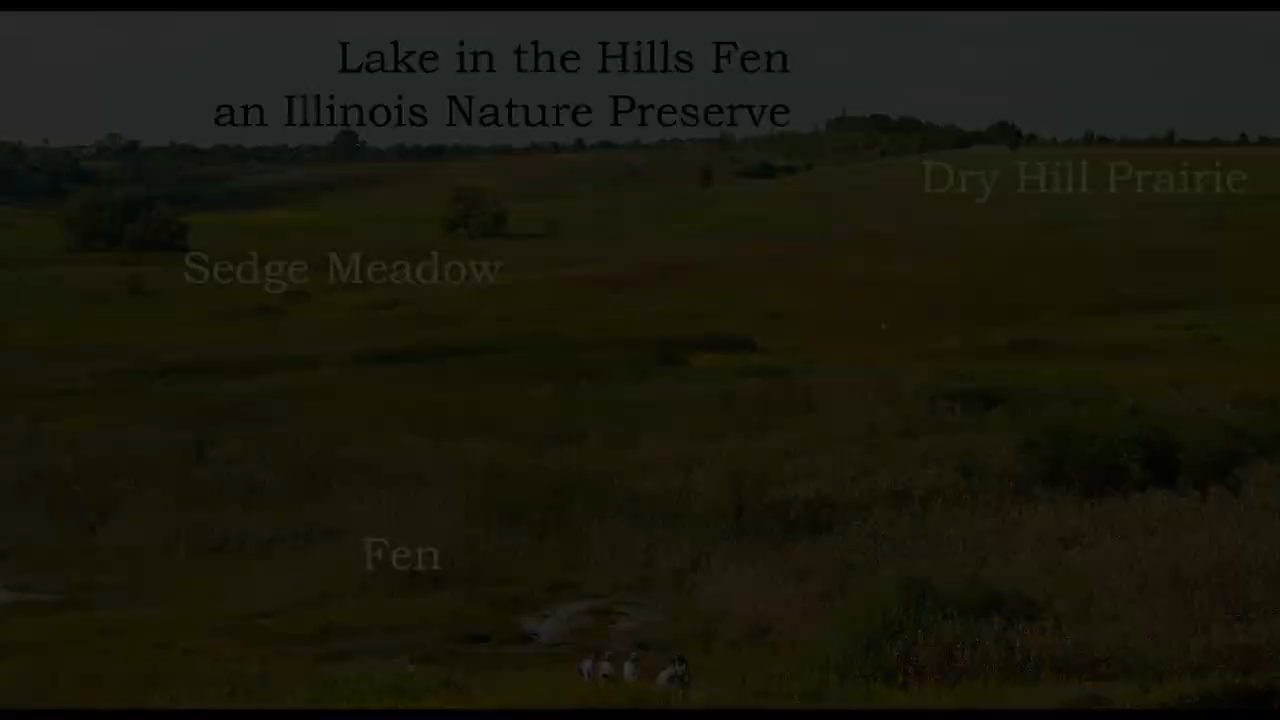 Lake in the Hills Fen
an Illinois Nature Preserve
Dry Hill Prairie
Sedge Meadow
Fen